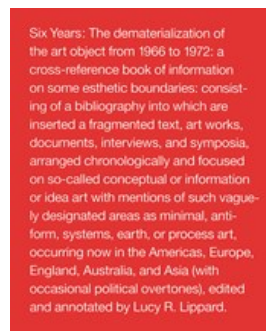 Six Years: The dematerialization of
the art object from 1966 to 1972: a
cross-reference book of information
on some esthetic boundaries: consist-
ing of a bibliography into which are
inserted a fragmented text, art works,
documents, interviews, and symposia,
arranged chronologically and focused
on so-called conceptual or information
or idea art with mentions of such vague-
ly designated areas as minimal, anti-
form, systems, earth, or process art,
occurring now in the Americas, Europe,
England, Australia, and Asia (with
occasional political overtones), edited
and annotated by Lucy R. Lippard.